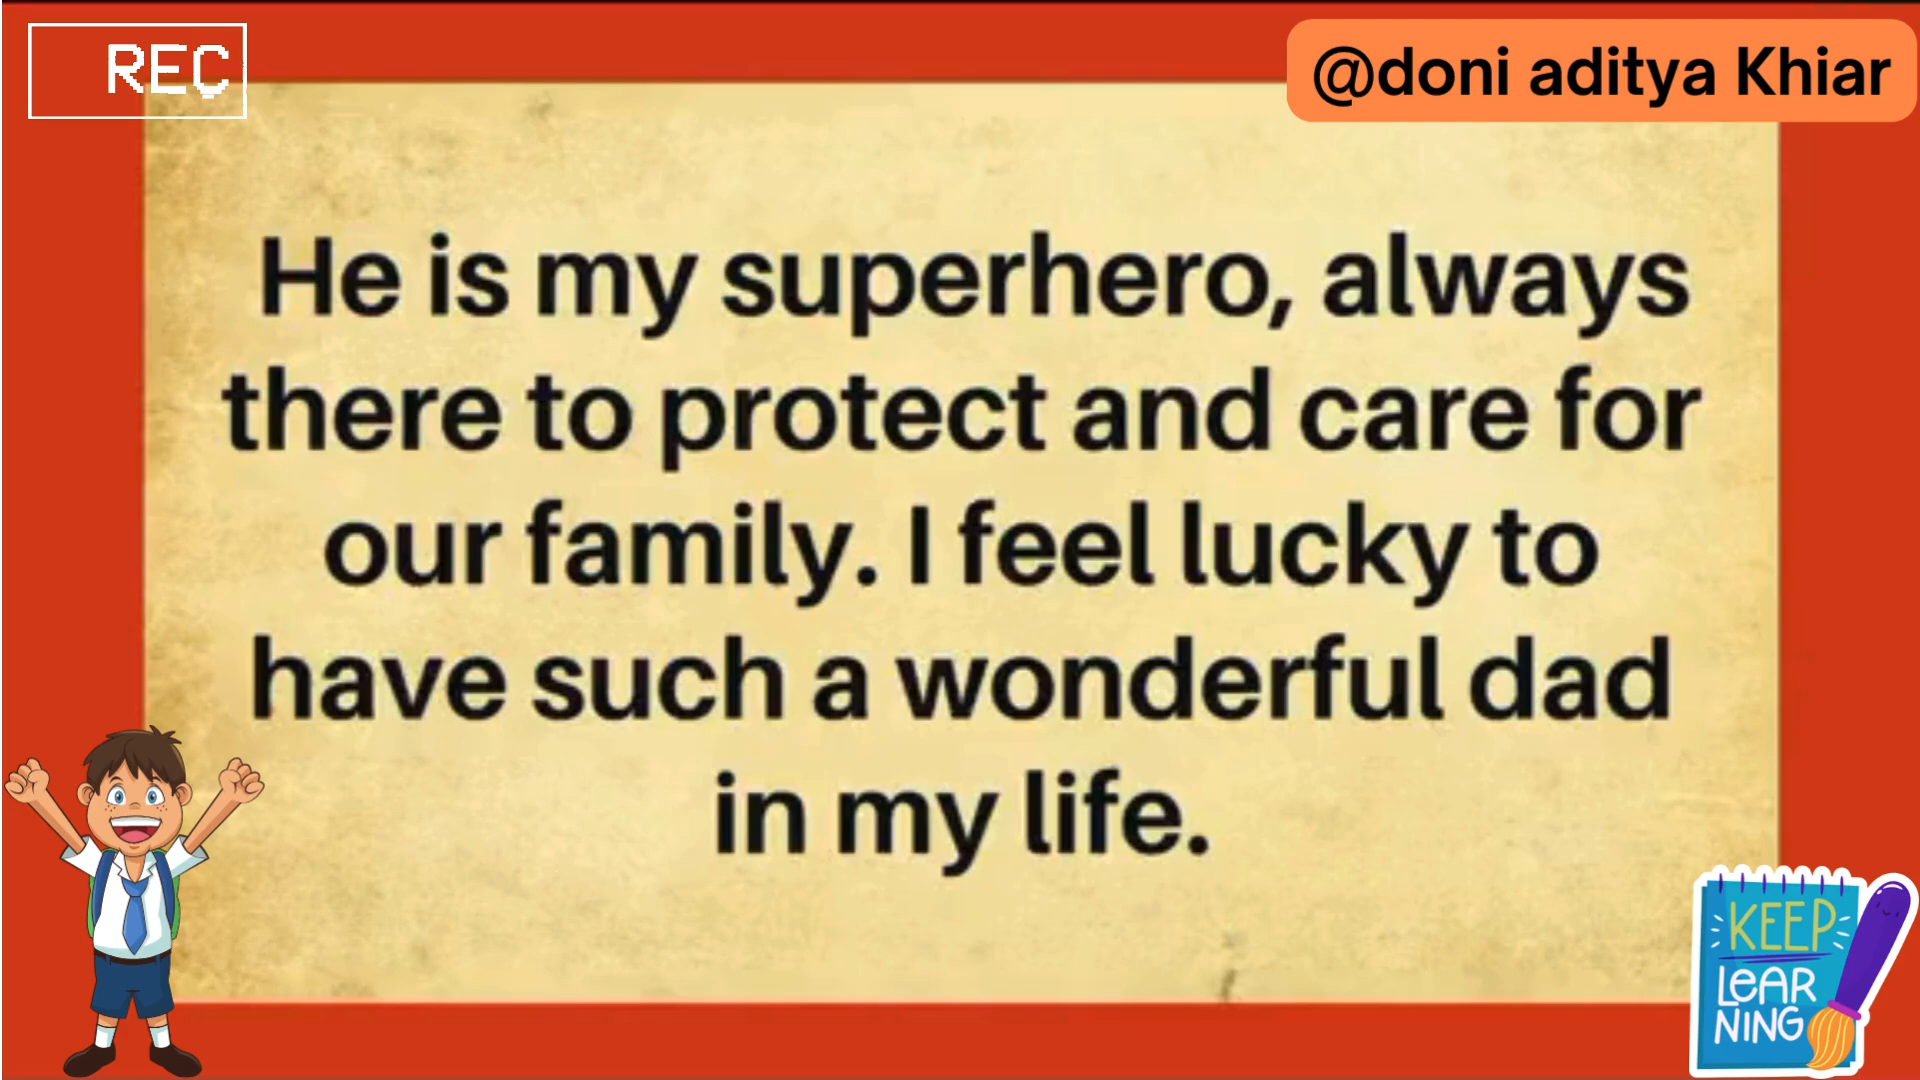 REC
@doni aditya Khiar
He is my superhero, always
there to protect and care for
our family. I feel lucky to
have such a wonderful dad
in my life.
KEEP
LeAR
NING